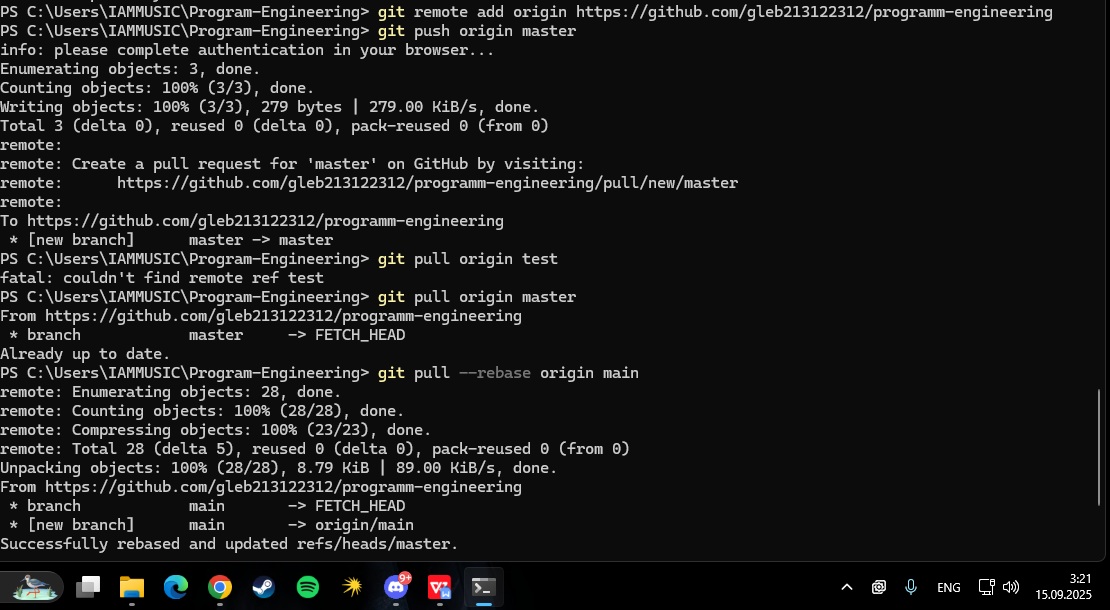 PS C:\Users\IAMMUSIC\Program-Engineering> git remote add origin https://github.com/gleb213122312/programm-engineering
PS C:\Users\IAMMUSIC\Program-Engineering> git push origin master
info: please complete authentication in your browser...
Enumerating objects: 3, done.
Counting objects: 100% (3/3), done.
Writing objects: 100% (3/3), 279 bytes | 279.00 KiB/s, done.
Total 3 (delta 0), reused 0 (delta 0), pack-reused 0 (from 0)
remote:
remote: Create a pull request for 'master' on GitHub by visiting:
remote:      https://github.com/gleb213122312/programm-engineering/pull/new/master
remote:
To https://github.com/gleb213122312/programm-engineering
 * [new branch]      master -> master
PS C:\Users\IAMMUSIC\Program-Engineering> git pull origin test
fatal: couldn't find remote ref test
PS C:\Users\IAMMUSIC\Program-Engineering> git pull origin master
From https://github.com/gleb213122312/programm-engineering
 * branch            master     -> FETCH_HEAD
Already up to date.
PS C:\Users\IAMMUSIC\Program-Engineering> git pull --rebase origin main
remote: Enumerating objects: 28, done.
remote: Counting objects: 100% (28/28), done.
remote: Compressing objects: 100% (23/23), done.
remote: Total 28 (delta 5), reused 0 (delta 0), pack-reused 0 (from 0)
Unpacking objects: 100% (28/28), 8.79 KiB | 89.00 KiB/s, done.
From https://github.com/gleb213122312/programm-engineering
 * branch            main       -> FETCH_HEAD
 * [new branch]      main       -> origin/main
Successfully rebased and updated refs/heads/master.
9+
ENG
3:21
15.09.2025